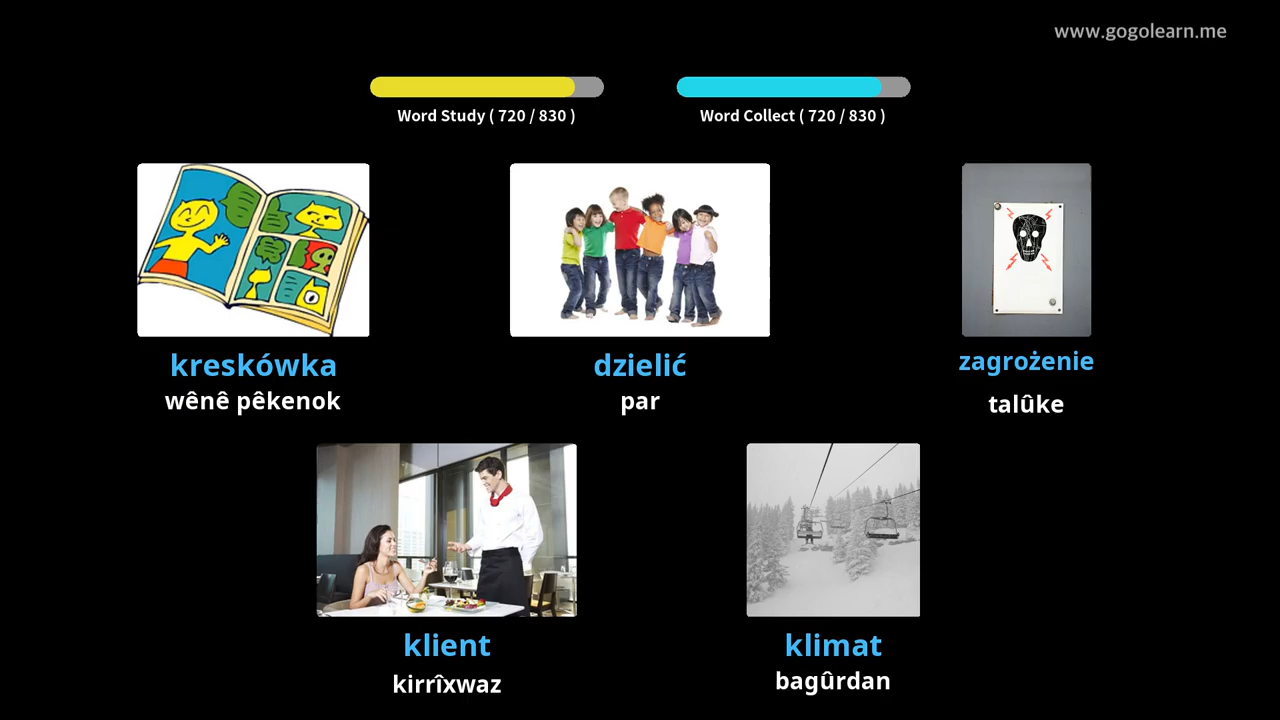 www.gogolearn.me
Word Study ( 720 / 830 )
Word Collect ( 720 / 830 )
kreskówka
wênê pêkenok
dzielić
par
zagrożenie
talûke
klient
kirrîxwaz
klimat
bagûrdan